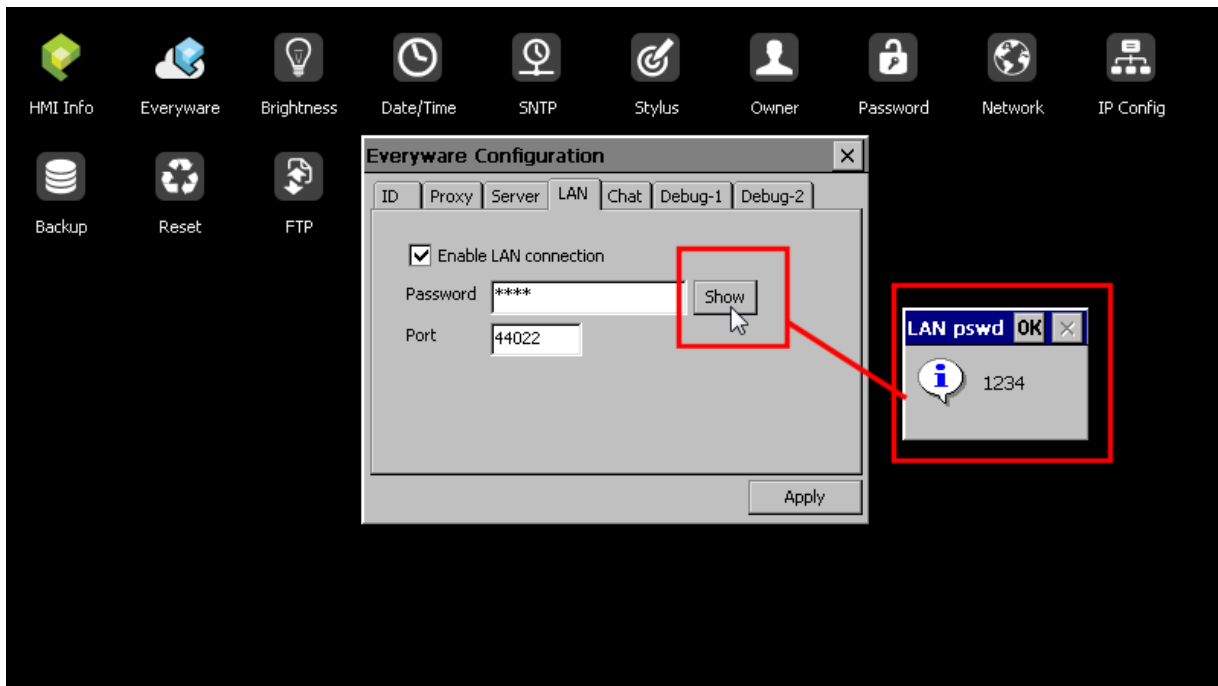 HMI Info Everyware Brightness Date/Time SNTP Stylus Owner Password Network IP Config
Backup Reset FTP
Everyware Configuration
ID Proxy Server LAN Chat Debug-1 Debug-2
Enable LAN connection
Password **** Show
Port 44022
Apply
LAN pswd OK
1234